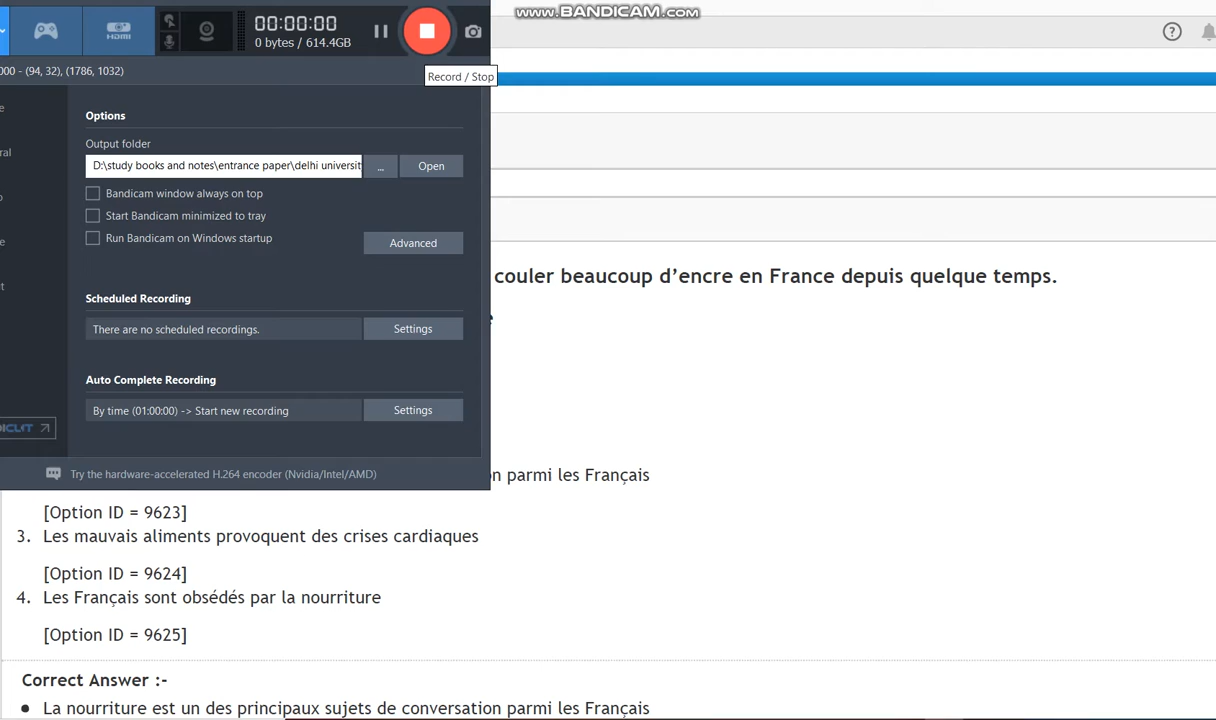 www.BANDICAM.com
HDMI
00:00:00
0 bytes / 614.4GB
000 - (94, 32), (1786, 1032)
Record / Stop
Options
Output folder
D:\study books and notes\entrance paper\delhi universit
...
Open
Bandicam window always on top
Start Bandicam minimized to tray
Run Bandicam on Windows startup
Advanced
couler beaucoup d’encre en France depuis quelque temps.
Scheduled Recording
There are no scheduled recordings.
Settings
Auto Complete Recording
By time (01:00:00) -> Start new recording
Settings
Try the hardware-accelerated H.264 encoder (Nvidia/Intel/AMD)
parmi les Français
[Option ID = 9623]
3. Les mauvais aliments provoquent des crises cardiaques
[Option ID = 9624]
4. Les Français sont obsédés par la nourriture
[Option ID = 9625]
Correct Answer :-
• La nourriture est un des principaux sujets de conversation parmi les Français